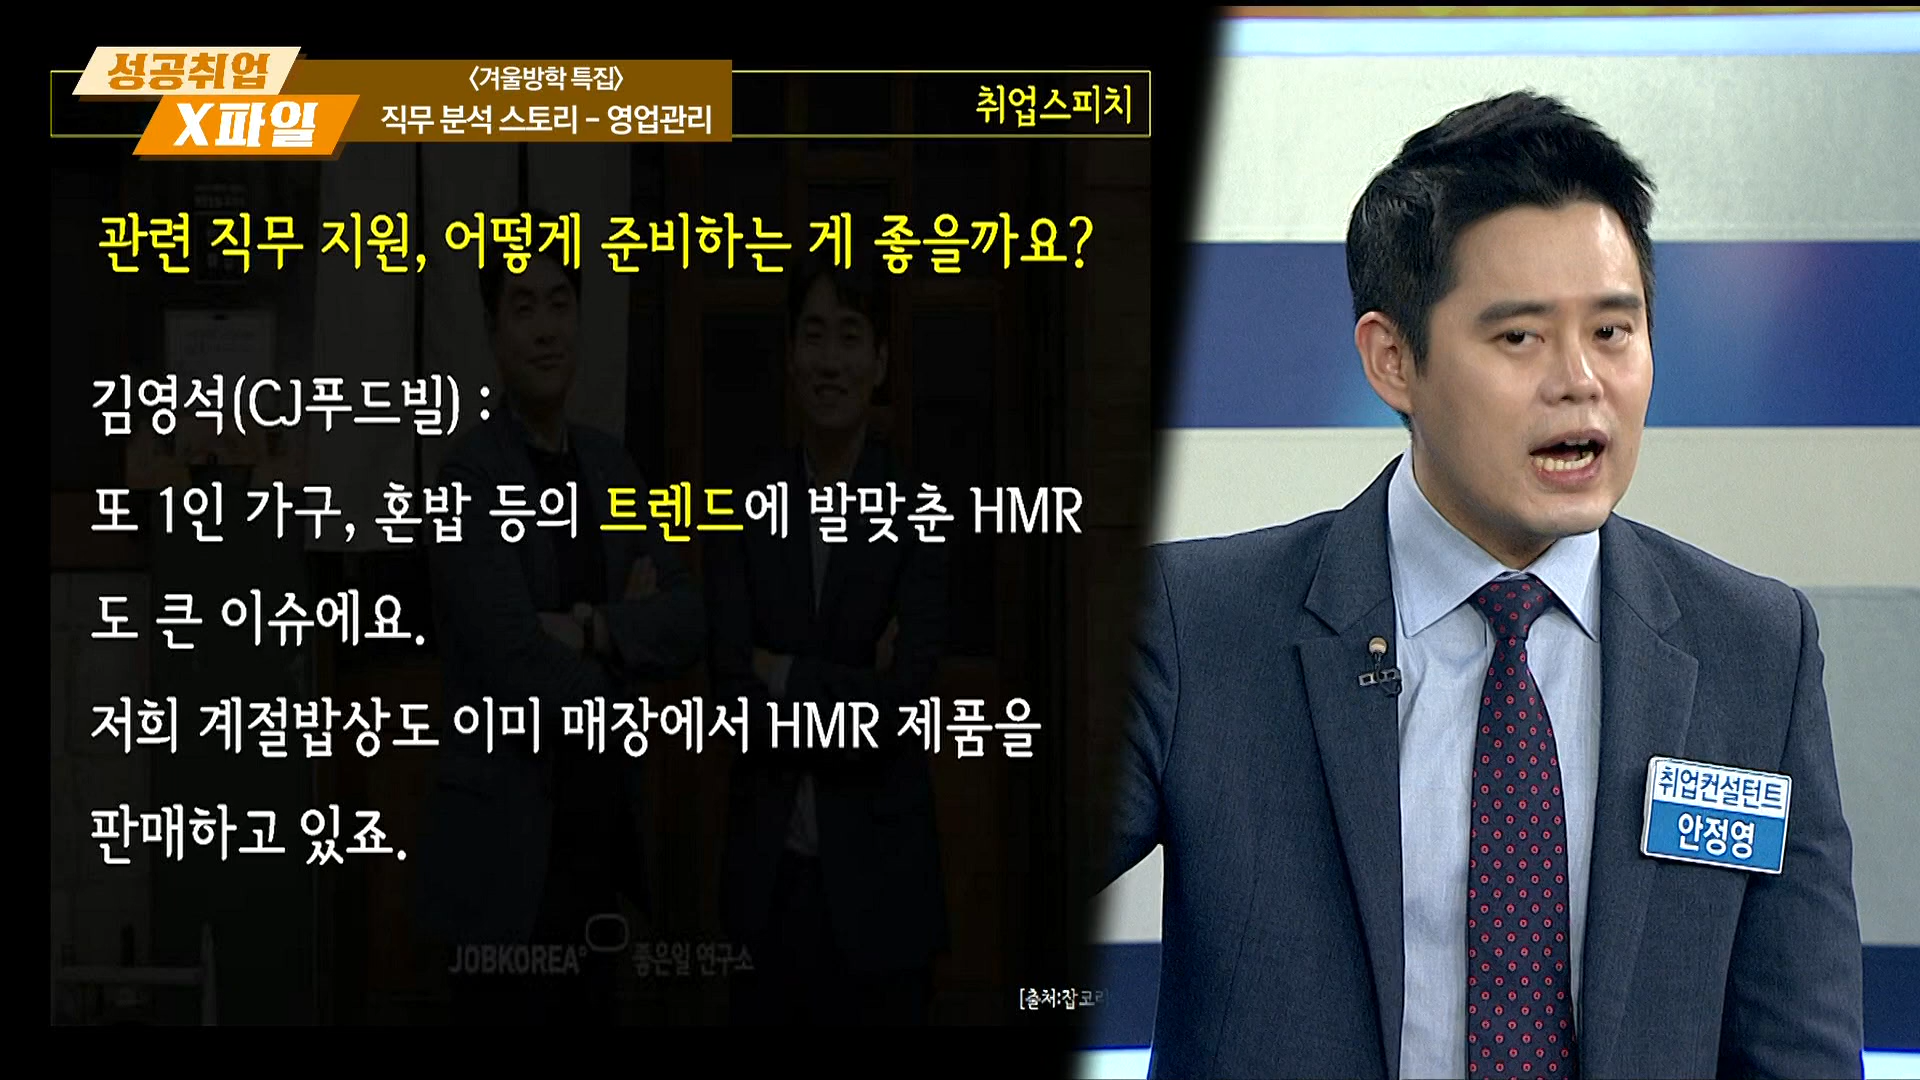 성공취업
X파일
<겨울방학 특집>
직무 분석 스토리 - 영업관리
취업스피치
관련 직무 지원, 어떻게 준비하는 게 좋을까요?
김영석(CJ푸드빌) :
또 1인 가구, 혼밥 등의 트렌드에 발맞춘 HMR
도 큰 이슈에요.
저희 계절밥상도 이미 매장에서 HMR 제품을
판매하고 있죠.
JOBKOREA 좋은일 연구소
[출처:잡코리
취업컨설턴트
안정영